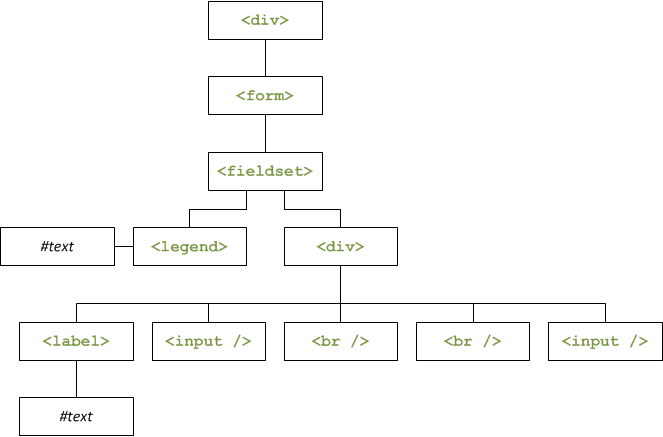 <div>
<form>
<fieldset>
#text
<legend>
<div>
<label>
<input />
<br />
<br />
<input />
#text